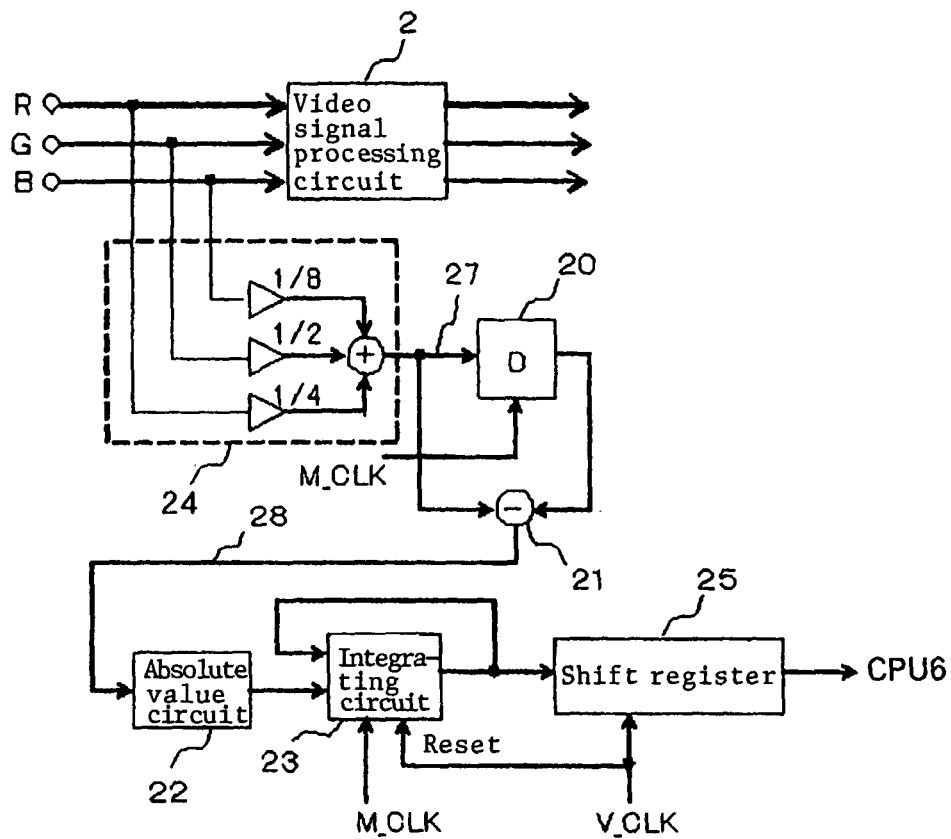 2
R
G
B
Video
signal
processing
circuit
1/8
1/2
1/4
27
20
D
M_CLK
24
28
21
25
Absolute
value
circuit
Integra-
ting
circuit
Shift register
CPU6
22
23
Reset
M_CLK
V_CLK